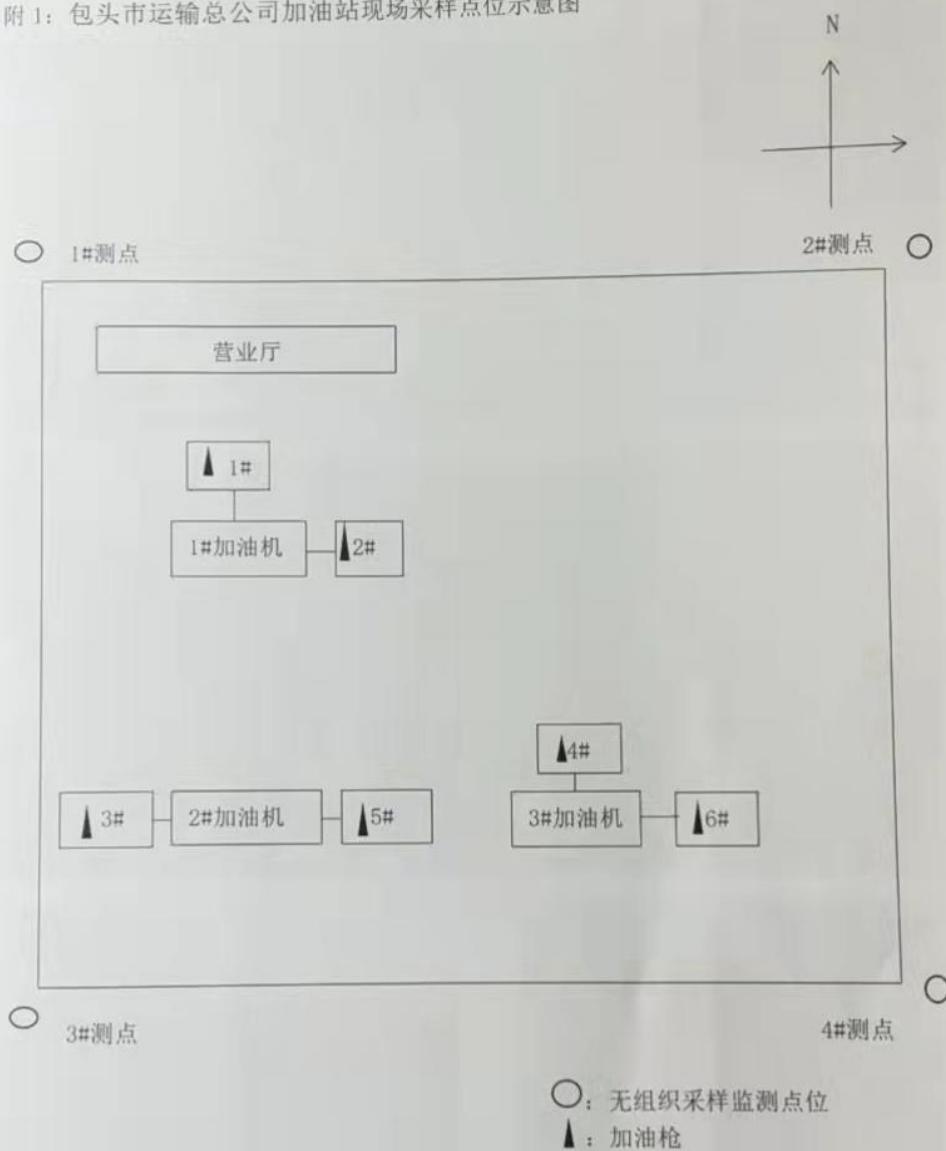 附1：包头市运输总公司加油站现场采样点位示意图
N
1#测点
2#测点
营业厅
1#
1#加油机
2#
4#
3#
2#加油机
5#
3#加油机
6#
3#测点
4#测点
：无组织采样监测点位
：加油枪